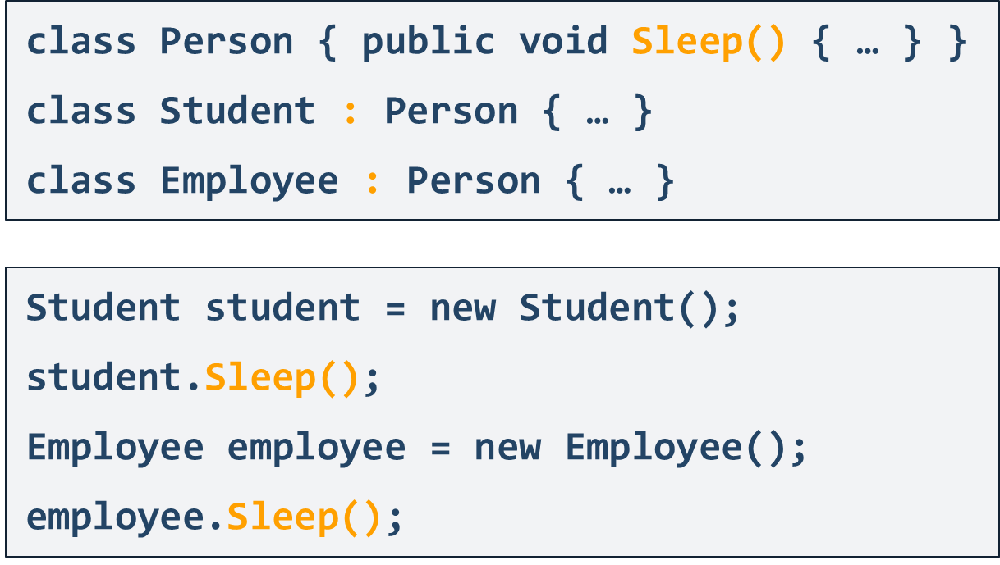 class Person { public void Sleep() { … } }
class Student : Person { … }
class Employee : Person { … }
Student student = new Student();
student.Sleep();
Employee employee = new Employee();
employee.Sleep();